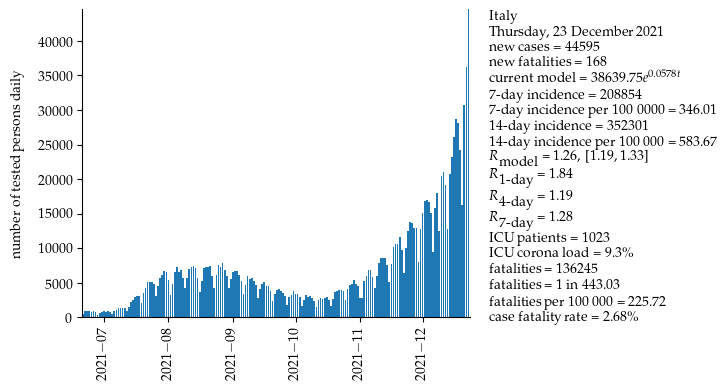 number of tested persons daily
40000
35000
30000
25000
20000
15000
10000
5000
0
2021−07
2021−08
2021−09
2021−10
2021−11
2021−12
Italy
Thursday, 23 December 2021
new cases = 44595
new fatalities = 168
current model = 38639.75e^0.0578t
7-day incidence = 208854
7-day incidence per 100 0000 = 346.01
14-day incidence = 352301
14-day incidence per 100 000 = 583.67
R_model = 1.26, [1.19, 1.33]
R_1-day = 1.84
R_4-day = 1.19
R_7-day = 1.28
ICU patients = 1023
ICU corona load = 9.3%
fatalities = 136245
fatalities = 1 in 443.03
fatalities per 100 000 = 225.72
case fatality rate = 2.68%